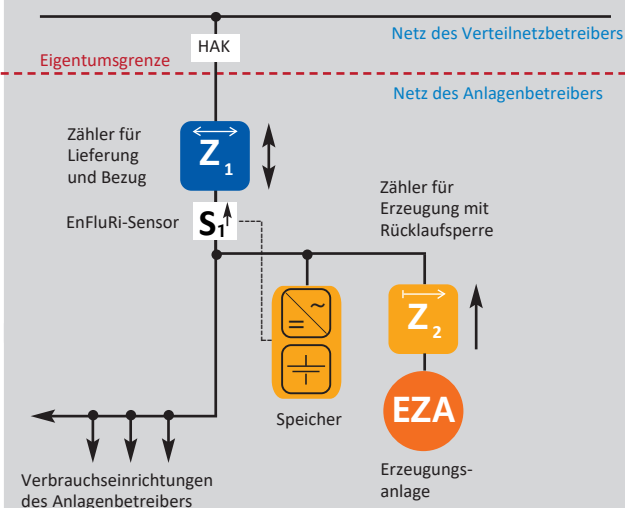 Netz des Verteilnetzbetreibers
HAK
Eigentumsgrenze
Netz des Anlagenbetreibers
Zähler für
Lieferung
und Bezug
Z1
Zähler für
Erzeugung mit
Rücklaufsperre
EnFluRi-Sensor
S1
Z2
~
=
Speicher
EZA
Erzeugungs-
anlage
Verbrauchseinrichtungen
des Anlagenbetreibers